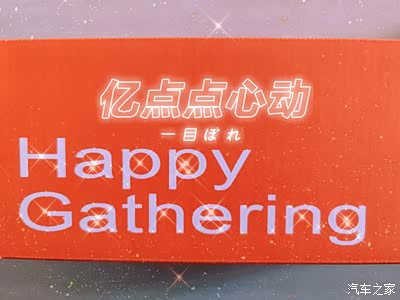 亿点点心动
一目ぼれ
Happy
Gathering
汽车之家